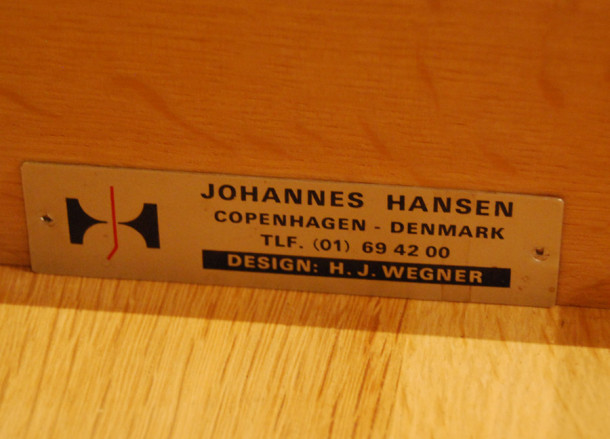 JOHANNES HANSEN
COPENHAGEN - DENMARK
TLF. (01) 69 42 00
DESIGN: H. J. WEGNER